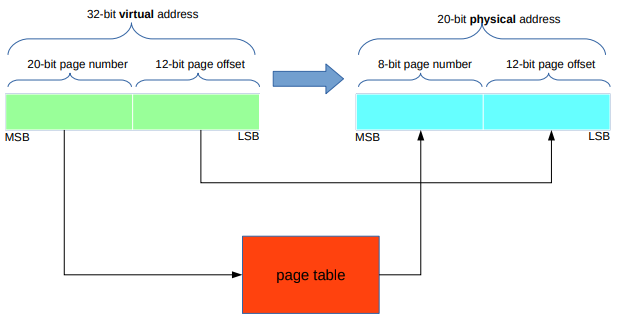 32-bit virtual address
20-bit physical address
20-bit page number
12-bit page offset
8-bit page number
12-bit page offset
MSB
LSB
MSB
LSB
page table